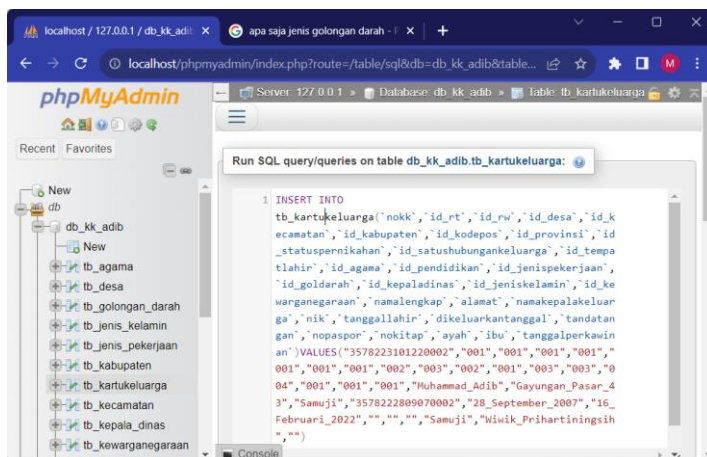 localhost / 127.0.0.1 / db_kk_adi
apa saja jenis golongan darah -
localhost/phpmyadmin/index.php?route=/table/sql&db=db_kk_adib&table...
M
phpMyAdmin
Server: 127.0.0.1 » Database: db_kk_adib » Table: tb_kartukeluarga
Recent Favorites
Run SQL query/queries on table db_kk_adib.tb_kartukeluarga:
New
db
db_kk_adib
New
tb_agama
tb_desa
tb_golongan_darah
tb_jenis_kelamin
tb_jenis_pekerjaan
tb_kabupaten
tb_kartukeluarga
tb_kecamatan
tb_kepala_dinas
tb_kewarganegaraan
1 INSERT INTO
tb_kartukeluarga(`nokk`,`id_rt`,`id_rw`,`id_desa`,`id_k
ecamatan`,`id_kabupaten`,`id_kodepos`,`id_provinsi`,`id
_statuspernikahan`,`id_satushubungankeluarga`,`id_tempa
tlahir`,`id_agama`,`id_pendidikan`,`id_jenispekerjaan`,
`id_goldarah`,`id_kepaladinas`,`id_jeniskelamin`,`id_ke
warganegaraan`,`namalengkap`,`alamat`,`namakepalakeluar
ga`,`nik`,`tanggallahir`,`dikeluarkantanggal`,`tandatan
gan`,`nopaspor`,`nokitap`,`ayah`,`ibu`,`tanggalperkawin
an`)VALUES("3578223101220002","001","001","001","001","
001","001","001","002","003","002","001","003","003","0
04","001","001","001","Muhammad_Adib","Gayungan_Pasar_4
3","Samuji","3578222809070002","28_September_2007","16_
Februari_2022","","","","Samuji","Wiwik_Prihartiningsih
","")
Console